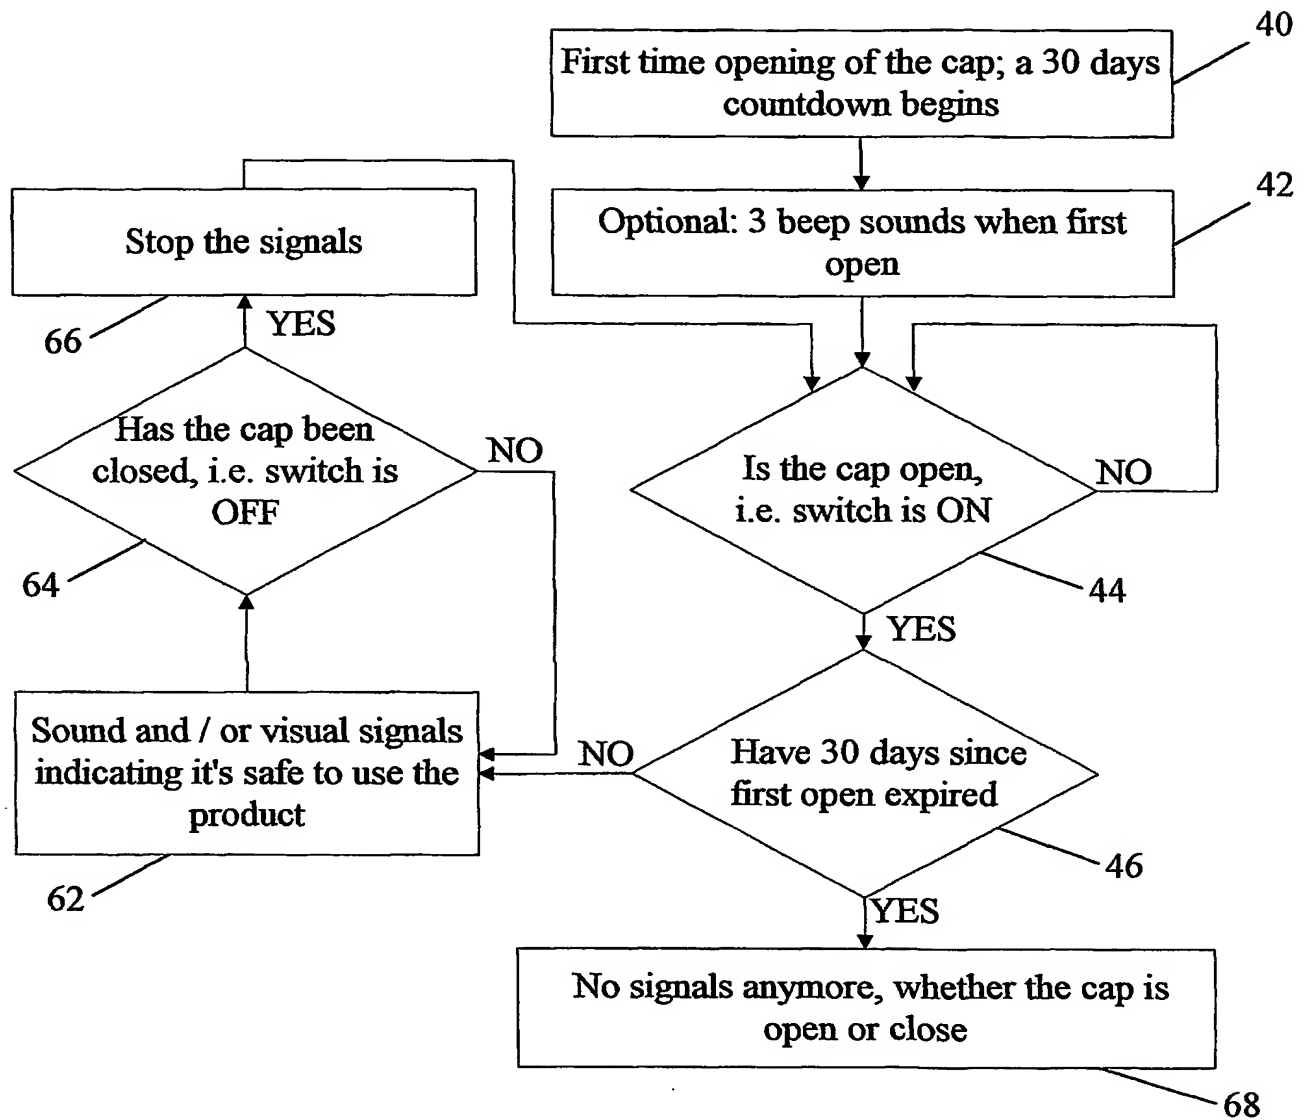 40
First time opening of the cap; a 30 days
countdown begins
42
Optional: 3 beep sounds when first
open
Stop the signals
66
YES
Has the cap been
closed, i.e. switch is
OFF
NO
64
Is the cap open,
i.e. switch is ON
NO
44
YES
Sound and / or visual signals
indicating it's safe to use the
product
62
NO
Have 30 days since
first open expired
46
YES
No signals anymore, whether the cap is
open or close
68